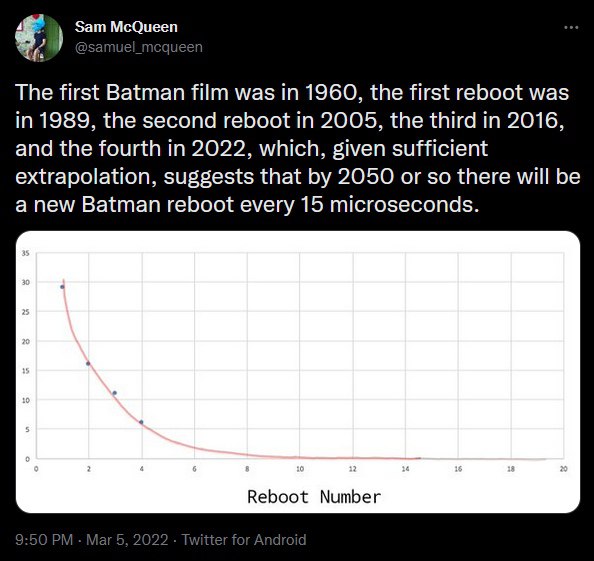 Sam McQueen
@samuel_mcqueen
The first Batman film was in 1960, the first reboot was
in 1989, the second reboot in 2005, the third in 2016,
and the fourth in 2022, which, given sufficient
extrapolation, suggests that by 2050 or so there will be
a new Batman reboot every 15 microseconds.
35
30
25
20
15
10
5
0
0 2 4 6 8 10 12 14 16 18 20
Reboot Number
9:50 PM · Mar 5, 2022 · Twitter for Android